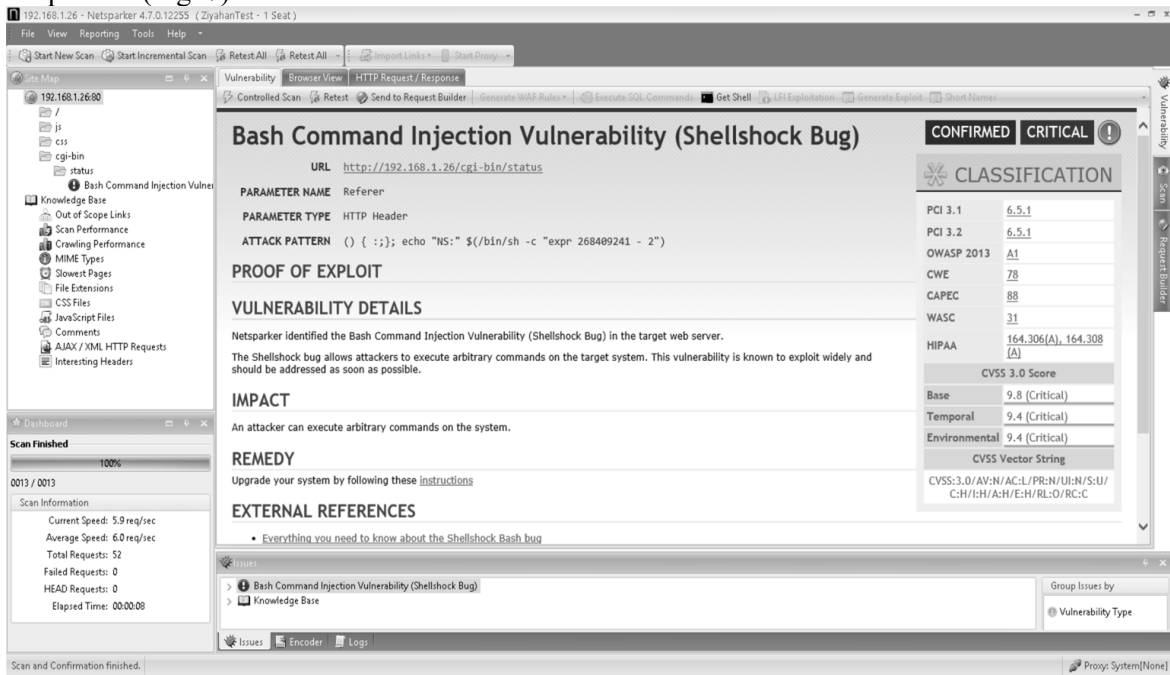 192.168.1.26 - Netsparker 4.7.0.12255 ( ZiyahanTest - 1 Seat )
File View Reporting Tools Help
Start New Scan Start Incremental Scan Retest All Retest All Import Links Start Proxy
Site Map
192.168.1.26:80
/
js
css
cgi-bin
status
Bash Command Injection Vulner
Knowledge Base
Out of Scope Links
Scan Performance
Crawling Performance
MIME Types
Slowest Pages
File Extensions
CSS Files
JavaScript Files
Comments
AJAX / XML HTTP Requests
Interesting Headers
Dashboard
Scan Finished
100%
0013 / 0013
Scan Information
Current Speed: 5.9 req/sec
Average Speed: 6.0 req/sec
Total Requests: 52
Failed Requests: 0
HEAD Requests: 0
Elapsed Time: 00:00:08
Vulnerability Browser View HTTP Request / Response
Controlled Scan Retest Send to Request Builder Generate WAF Rules Execute SQL Commands Get Shell LFI Exploitation Generate Exploit Short Names
Bash Command Injection Vulnerability (Shellshock Bug)
URL http://192.168.1.26/cgi-bin/status
PARAMETER NAME Referer
PARAMETER TYPE HTTP Header
ATTACK PATTERN () { :;}; echo "NS:" $(/bin/sh -c "expr 268409241 - 2")
PROOF OF EXPLOIT
VULNERABILITY DETAILS
Netsparker identified the Bash Command Injection Vulnerability (Shellshock Bug) in the target web server.
The Shellshock bug allows attackers to execute arbitrary commands on the target system. This vulnerability is known to exploit widely and
should be addressed as soon as possible.
IMPACT
An attacker can execute arbitrary commands on the system.
REMEDY
Upgrade your system by following these instructions
EXTERNAL REFERENCES
• Everything you need to know about the Shellshock Bash bug
CONFIRMED CRITICAL
CLASSIFICATION
PCI 3.1 6.5.1
PCI 3.2 6.5.1
OWASP 2013 A1
CWE 78
CAPEC 88
WASC 31
HIPAA 164.306(A), 164.308
(A)
CVSS 3.0 Score
Base 9.8 (Critical)
Temporal 9.4 (Critical)
Environmental 9.4 (Critical)
CVSS Vector String
CVSS:3.0/AV:N/AC:L/PR:N/UI:N/S:U/
C:H/I:H/A:H/E:H/RL:O/RC:C
Vulnerability
Scan
Request Builder
Issues
Bash Command Injection Vulnerability (Shellshock Bug)
Knowledge Base
Group Issues by
Vulnerability Type
Issues Encoder Logs
Scan and Confirmation finished.
Proxy: System[None]